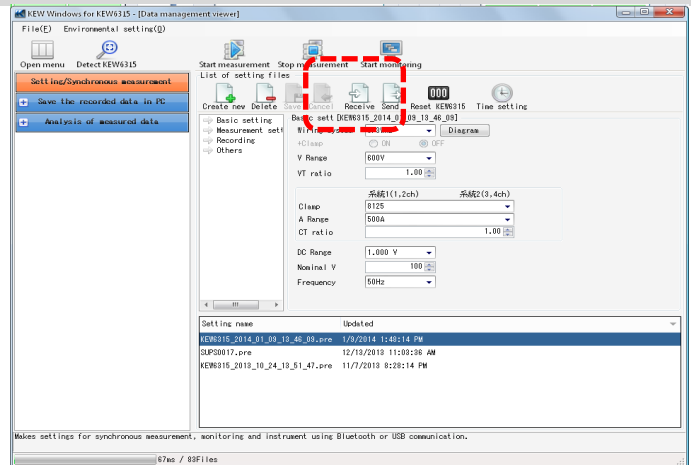 KEW Windows for KEW6315 - [Data management viewer]
File(F) Environmental setting(O)
Open menu Detect KEW6315 Start measurement Stop measurement Start monitoring
Setting/Synchronous measurement
Save the recorded data in PC
Analysis of measured data
List of setting files
Create new Delete Save Cancel Receive Send Reset KEW6315 Time setting
Basic setting
Measurement sett
Recording
Others
Basic sett [KEW6315_2014_01_09_13_46_09]
Wiring system Diagram
+Clamp ON OFF
V Range 600V
VT ratio 1.00
系統1(1,2ch) 系統2(3,4ch)
Clamp 8125
A Range 500A
CT ratio 1.00
DC Range 1.000 V
Nominal V 100
Frequency 50Hz
Setting name Updated
KEW6315_2014_01_09_13_46_09.pre 1/9/2014 1:48:14 PM
SUPS0017.pre 12/13/2013 11:03:36 AM
KEW6315_2013_10_24_13_51_47.pre 11/7/2013 8:28:14 PM
Makes settings for synchronous measurement, monitoring and instrument using Bluetooth or USB communication.
67ms / 83Files